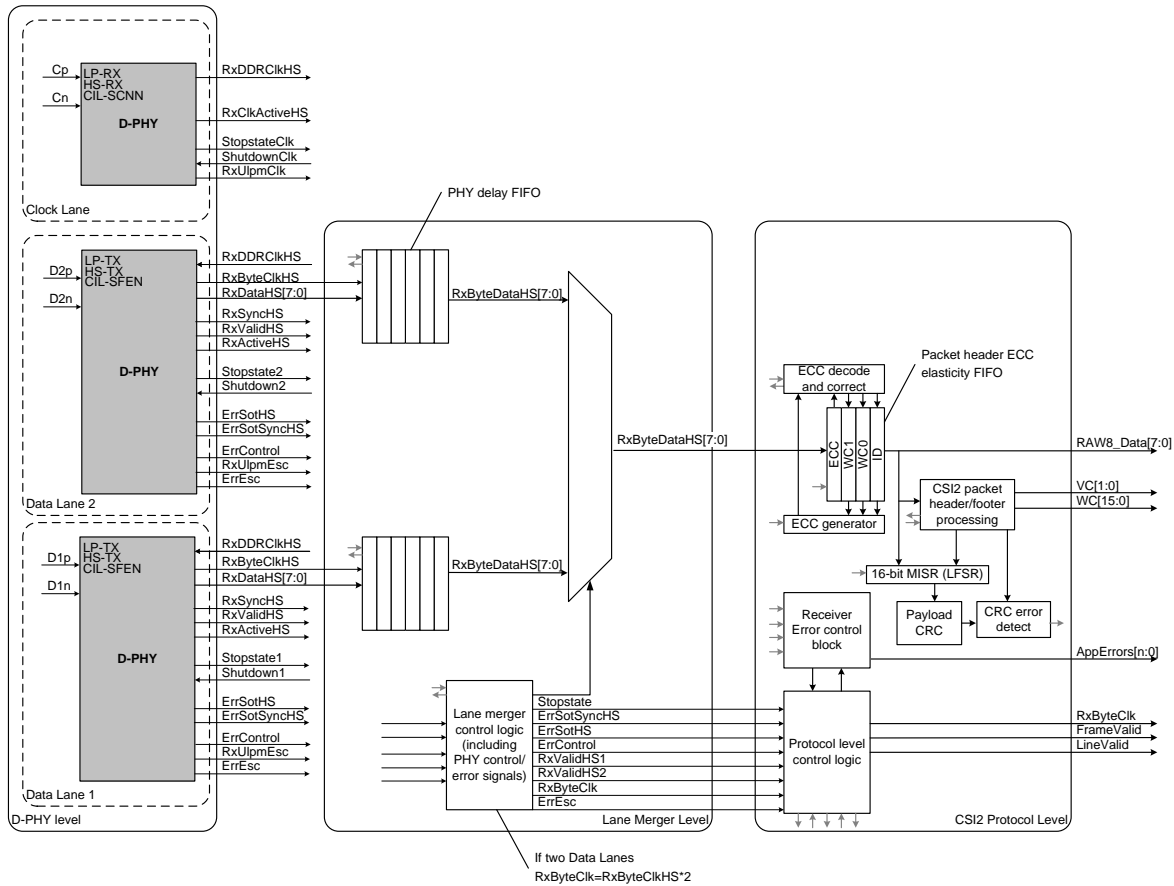 Cp
Cn
LP-RX
HS-RX
CIL-SCNN
D-PHY
RxDDRClkHS
RxClkActiveHS
StopstateClk
ShutdownClk
RxUlpmClk
Clock Lane
D2p
D2n
LP-TX
HS-TX
CIL-SFEN
D-PHY
RxDDRClkHS
RxByteClkHS
RxDataHS[7:0]
RxSyncHS
RxValidHS
RxActiveHS
Stopstate2
Shutdown2
ErrSotHS
ErrSotSyncHS
ErrControl
RxUlpmEsc
ErrEsc
Data Lane 2
D1p
D1n
LP-TX
HS-TX
CIL-SFEN
D-PHY
RxDDRClkHS
RxByteClkHS
RxDataHS[7:0]
RxSyncHS
RxValidHS
RxActiveHS
Stopstate1
Shutdown1
ErrSotHS
ErrSotSyncHS
ErrControl
RxUlpmEsc
ErrEsc
Data Lane 1
D-PHY level
PHY delay FIFO
RxByteDataHS[7:0]
RxByteDataHS[7:0]
RxByteDataHS[7:0]
Lane merger
control logic
(including
PHY control/
error signals)
Stopstate
ErrSotSyncHS
ErrSotHS
ErrControl
RxValidHS1
RxValidHS2
RxByteClk
ErrEsc
Lane Merger Level
If two Data Lanes
RxByteClk=RxByteClkHS*2
Packet header ECC
elasticity FIFO
ECC decode
and correct
ECC
WC1
WC0
ID
ECC generator
RAW8_Data[7:0]
CSI2 packet
header/footer
processing
VC[1:0]
WC[15:0]
16-bit MISR (LFSR)
Payload
CRC
CRC error
detect
Receiver
Error control
block
AppErrors[n:0]
Protocol level
control logic
RxByteClk
FrameValid
LineValid
CSI2 Protocol Level